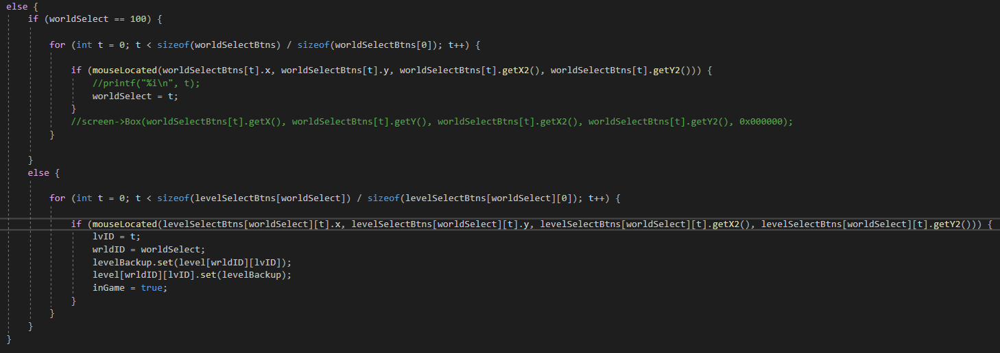 else {
if (worldSelect == 100) {
for (int t = 0; t < sizeof(worldSelectBtns) / sizeof(worldSelectBtns[0]); t++) {
if (mouseLocated(worldSelectBtns[t].x, worldSelectBtns[t].y, worldSelectBtns[t].getX2(), worldSelectBtns[t].getY2())) {
//printf("%i\n", t);
worldSelect = t;
}
//screen->Box(worldSelectBtns[t].getX(), worldSelectBtns[t].getY(), worldSelectBtns[t].getX2(), worldSelectBtns[t].getY2(), 0x000000);
}
}
else {
for (int t = 0; t < sizeof(levelSelectBtns[worldSelect]) / sizeof(levelSelectBtns[worldSelect][0]); t++) {
if (mouseLocated(levelSelectBtns[worldSelect][t].x, levelSelectBtns[worldSelect][t].y, levelSelectBtns[worldSelect][t].getX2(), levelSelectBtns[worldSelect][t].getY2())) {
lvID = t;
wrldID = worldSelect;
levelBackup.set(level[wrldID][lvID]);
level[wrldID][lvID].set(levelBackup);
inGame = true;
}
}
}
}